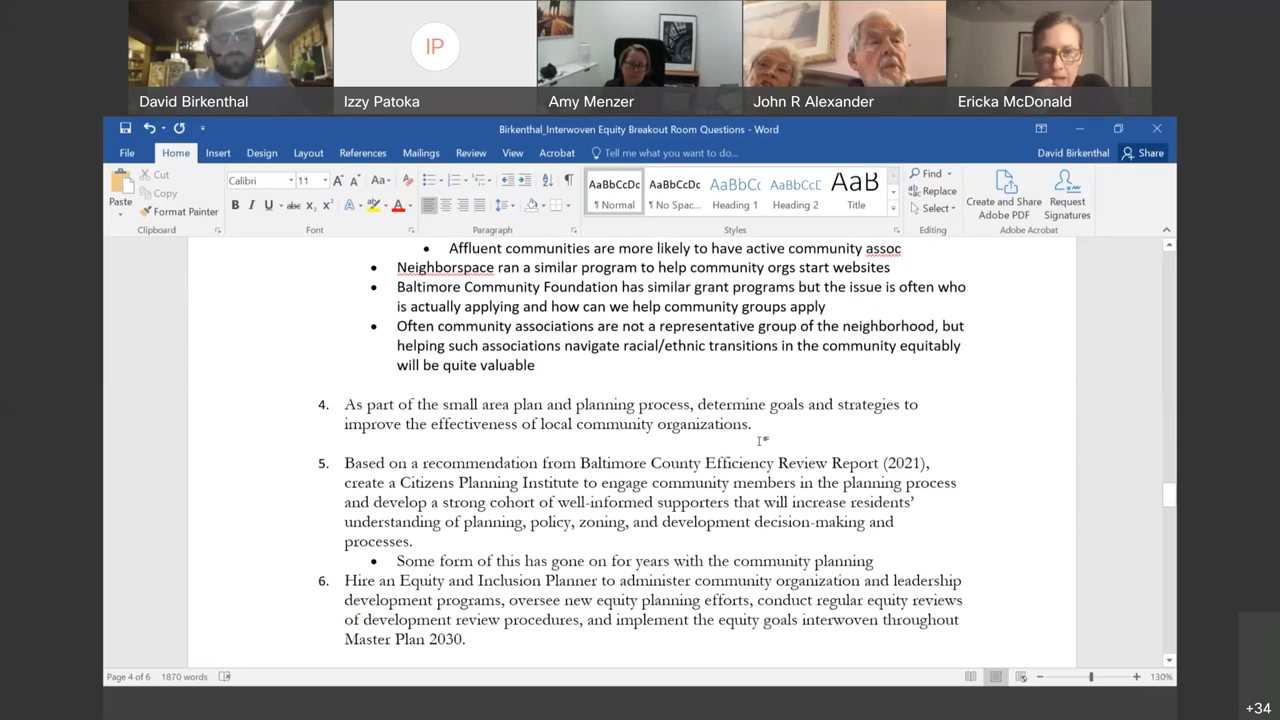 IP
David Birkenthal
Izzy Patoka
Amy Menzer
John R Alexander
Ericka McDonald
Birkenthal_Interwoven Equity Breakout Room Questions - Word
File
Home
Insert
Design
Layout
References
Mailings
Review
View
Acrobat
Tell me what you want to do...
David Birkenthal
Share
Paste
Cut
Copy
Format Painter
Clipboard
Calibri
11
A A Aa
B I U abc X₂ X² A A
Font
Paragraph
AaBbCcDc
¶ Normal
AaBbCcDc
¶ No Spac...
AaBbCc
Heading 1
AaBbCcC
Heading 2
AaB
Title
Styles
Find
Replace
Select
Editing
Create and Share
Adobe PDF
Request
Signatures
Adobe Acrobat
• Affluent communities are more likely to have active community assoc
• Neighborspace ran a similar program to help community orgs start websites
• Baltimore Community Foundation has similar grant programs but the issue is often who
is actually applying and how can we help community groups apply
• Often community associations are not a representative group of the neighborhood, but
helping such associations navigate racial/ethnic transitions in the community equitably
will be quite valuable
4. As part of the small area plan and planning process, determine goals and strategies to
improve the effectiveness of local community organizations.
5. Based on a recommendation from Baltimore County Efficiency Review Report (2021),
create a Citizens Planning Institute to engage community members in the planning process
and develop a strong cohort of well-informed supporters that will increase residents’
understanding of planning, policy, zoning, and development decision-making and
processes.
• Some form of this has gone on for years with the community planning
6. Hire an Equity and Inclusion Planner to administer community organization and leadership
development programs, oversee new equity planning efforts, conduct regular equity reviews
of development review procedures, and implement the equity goals interwoven throughout
Master Plan 2030.
Page 4 of 6
1870 words
130%
+34